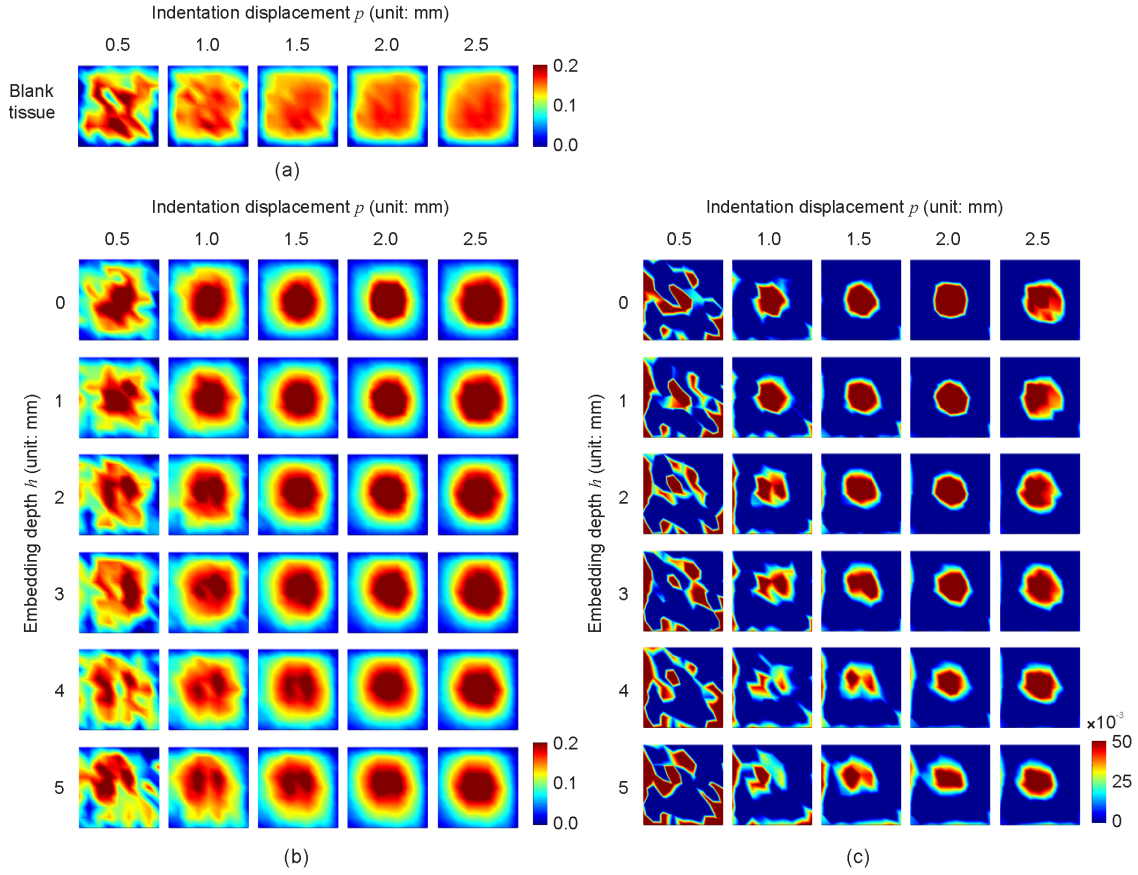 Indentation displacement p (unit: mm)
0.5 1.0 1.5 2.0 2.5
Blank
tissue
0.2
0.1
0.0
(a)
Indentation displacement p (unit: mm)
0.5 1.0 1.5 2.0 2.5
Embedding depth h (unit: mm)
0
1
2
3
4
5
0.2
0.1
0.0
(b)
Indentation displacement p (unit: mm)
0.5 1.0 1.5 2.0 2.5
Embedding depth h (unit: mm)
0
1
2
3
4
5
×10⁻³
50
25
0
(c)